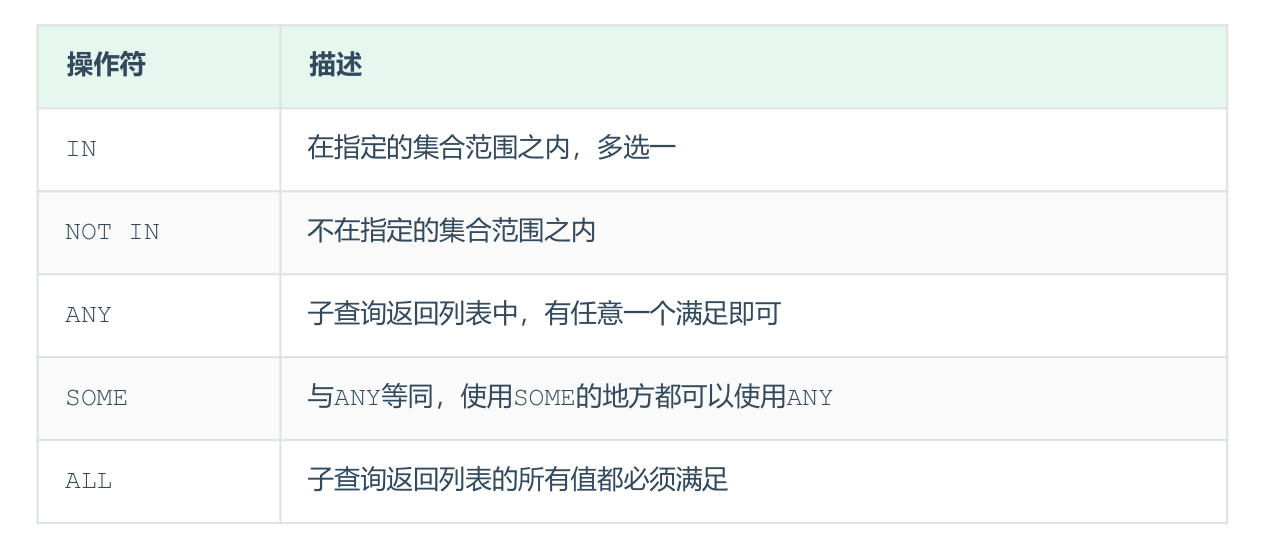 操作符 描述
IN 在指定的集合范围之内，多选一
NOT IN 不在指定的集合范围之内
ANY 子查询返回列表中，有任意一个满足即可
SOME 与ANY等同，使用SOME的地方都可以使用ANY
ALL 子查询返回列表的所有值都必须满足